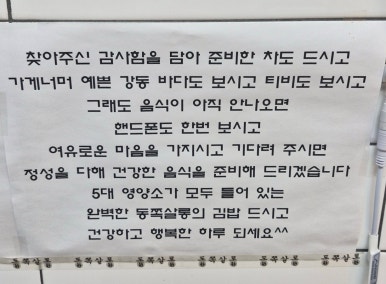 찾아주신 감사함을 담아 준비한 차도 드시고
가게너머 예쁜 강동 바다도 보시고 티비도 보시고
그래도 음식이 아직 안나오면
핸드폰도 한번 보시고
여유로운 마음을 가지시고 기다려 주시면
정성을 다해 건강한 음식을 준비해 드리겠습니다
5대 영양소가 모두 들어 있는
완벽한 동쪽살롱의 김밥 드시고
건강하고 행복한 하루 되세요^^
동쪽살롱 동쪽살롱 동쪽살롱 동쪽살롱 동쪽살롱